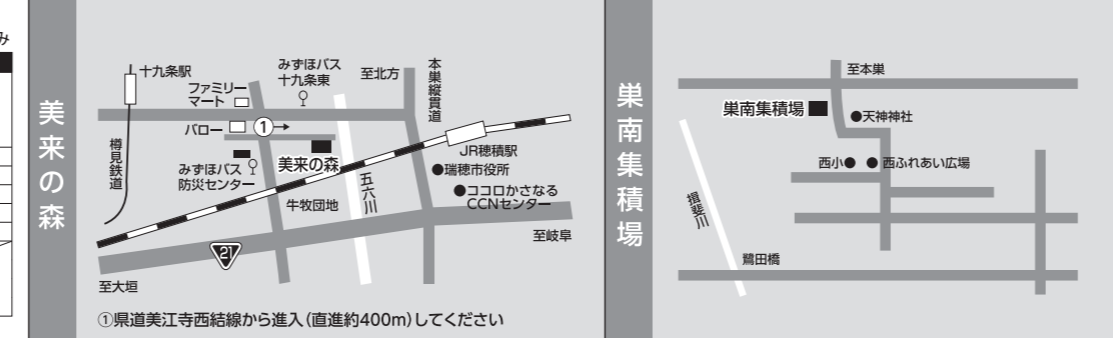 み
美来の森
十九条駅
ファミリー
マート
みずほバス
十九条東
至北方
本巣縦貫道
バロー
①→
樽見鉄道
みずほバス
防災センター
美来の森
JR穂積駅
●瑞穂市役所
●ココロかさなる
CCNセンター
五六川
牛牧団地
21
至岐阜
至大垣
①県道美江寺西結線から進入（直進約400m）してください
巣南集積場
至本巣
巣南集積場
●天神神社
西小●
●西ふれあい広場
揖斐川
鷺田橋